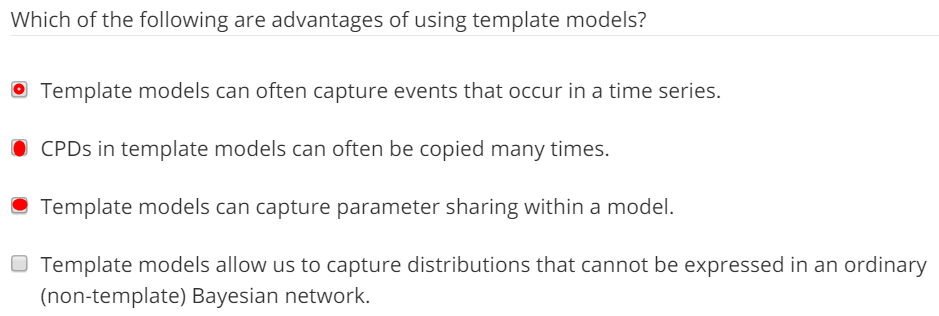 Which of the following are advantages of using template models?
Template models can often capture events that occur in a time series.
CPDs in template models can often be copied many times.
Template models can capture parameter sharing within a model.
Template models allow us to capture distributions that cannot be expressed in an ordinary
(non-template) Bayesian network.